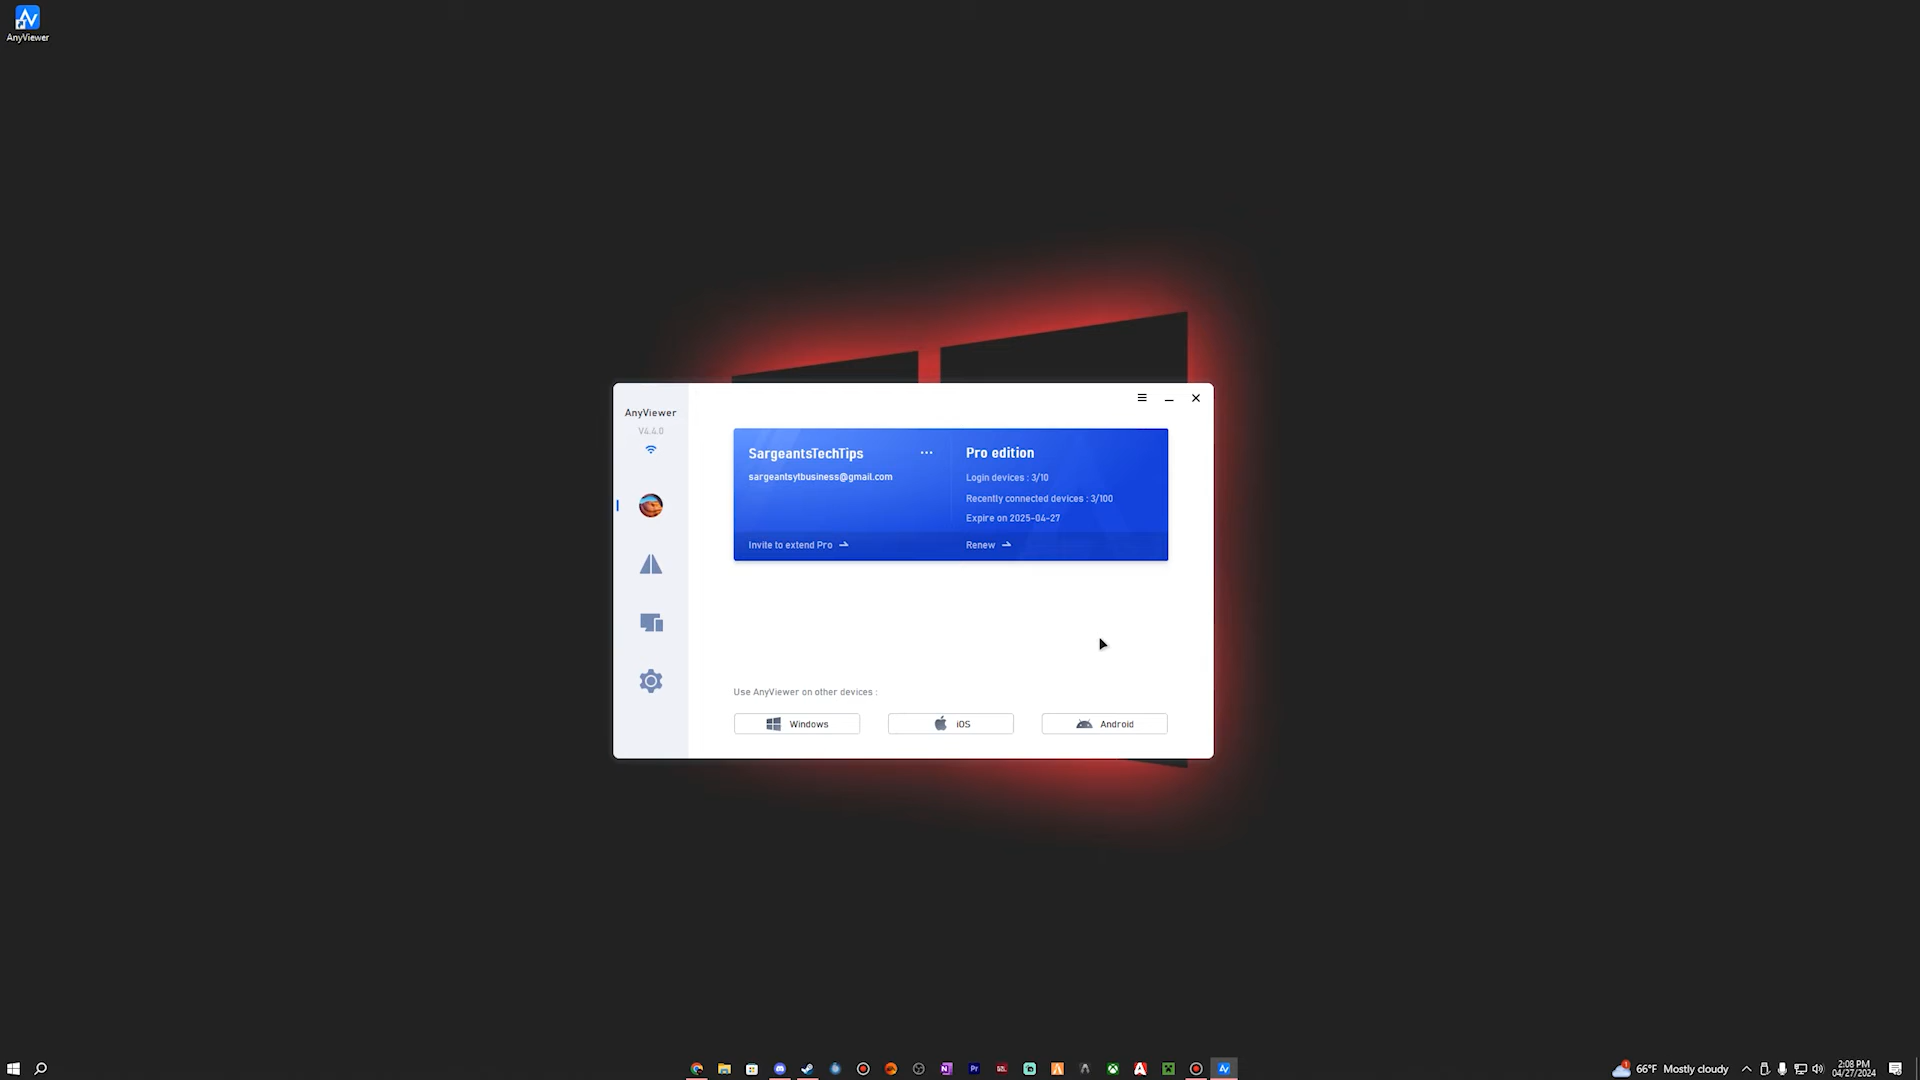 AnyViewer
AnyViewer
V4.4.0
SargeantsTechTips
sargeantsytbusiness@gmail.com
Invite to extend Pro
Pro edition
Login devices : 3/10
Recently connected devices : 3/100
Expire on 2025-04-27
Renew
Use AnyViewer on other devices :
Windows
iOS
Android
66°F Mostly cloudy
2:08 PM
04/27/2024